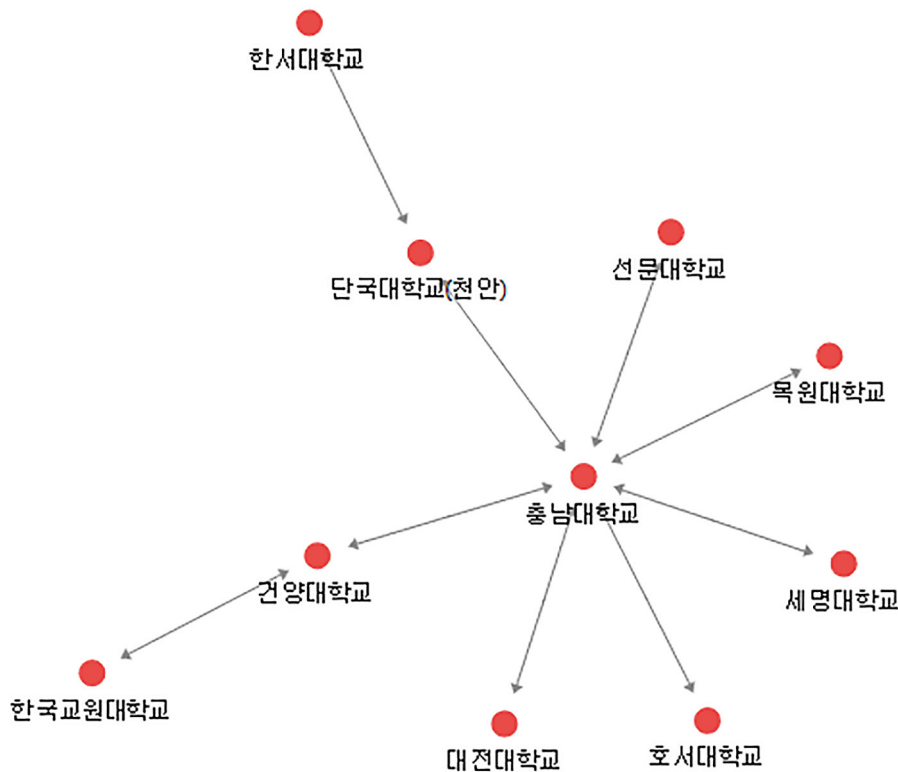 한서대학교
선문대학교
단국대학교(천안)
목원대학교
충남대학교
건양대학교
세명대학교
한국교원대학교
대전대학교
호서대학교